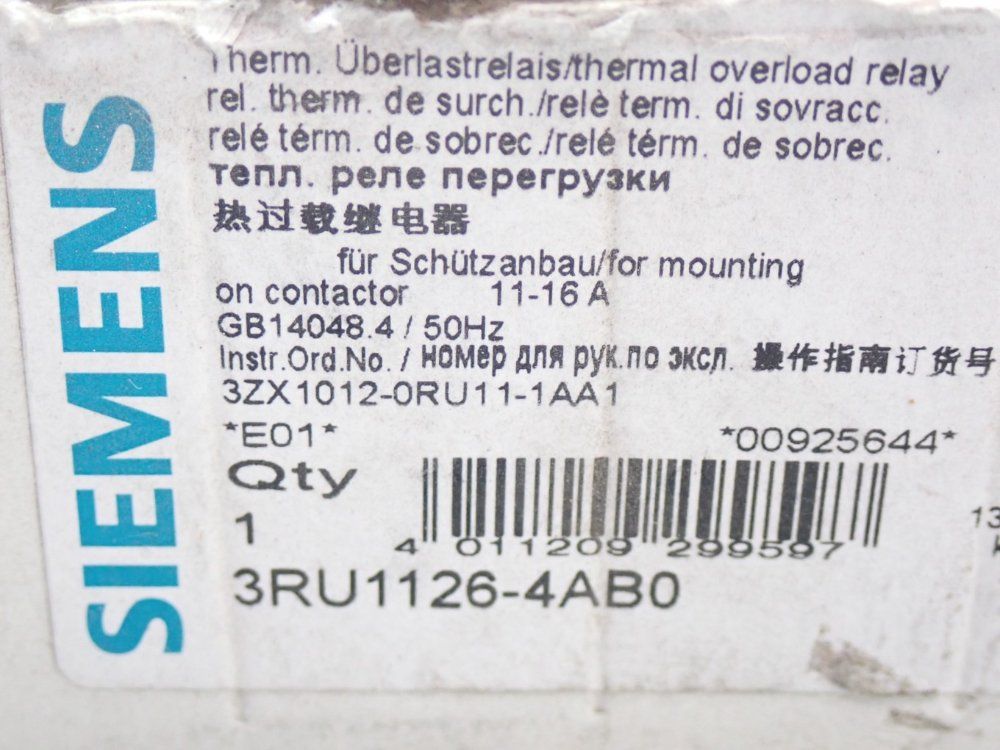 SIEMENS
Therm. Überlastrelais/thermal overload relay
rel. therm. de surch./relè term. di sovracc.
relé térm. de sobrec./relé térm. de sobrec.
тепл. реле перегрузки
热过载继电器
für Schützanbau/for mounting
on contactor 11-16 A
GB14048.4 / 50Hz
Instr.Ord.No. / номер для рук.по эксл. 操作指南订货号
3ZX1012-0RU11-1AA1
*E01* *00925644*
Qty
1
4 011209 299597
13
3RU1126-4AB0